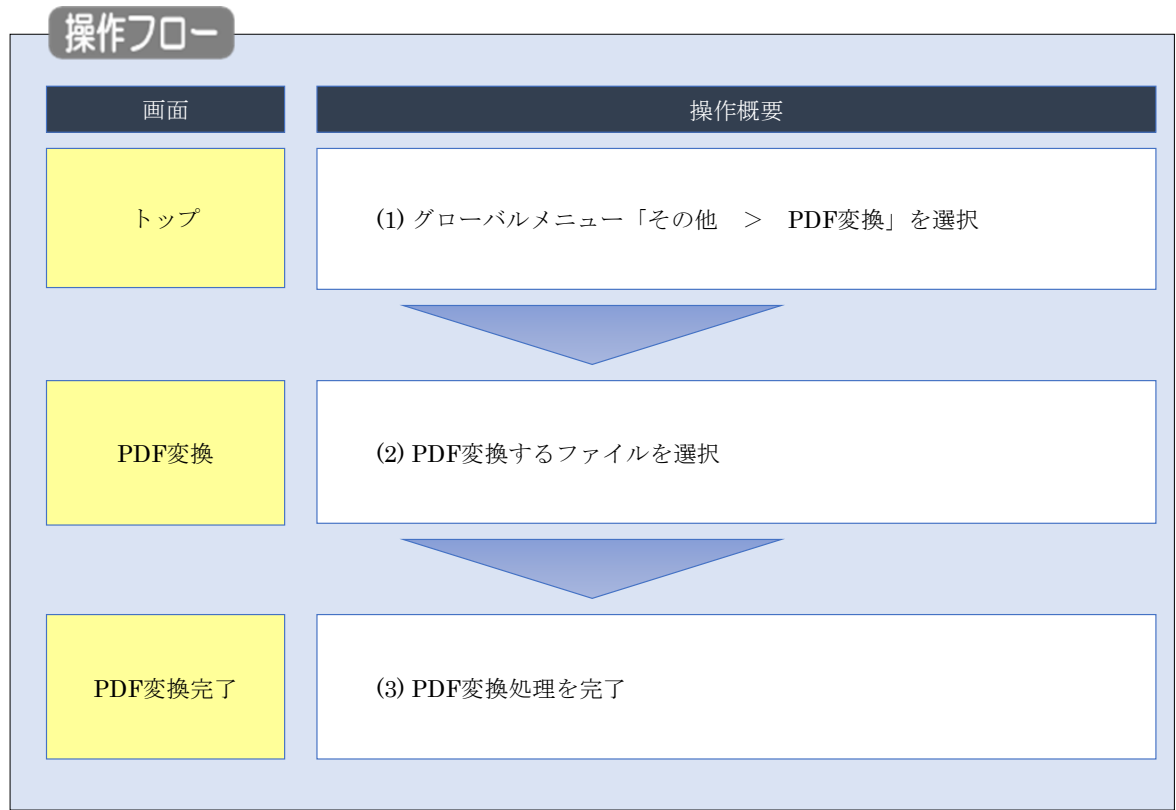 操作フロー
画面
操作概要
トップ
(1) グローバルメニュー「その他　＞　PDF変換」を選択
PDF変換
(2) PDF変換するファイルを選択
PDF変換完了
(3) PDF変換処理を完了